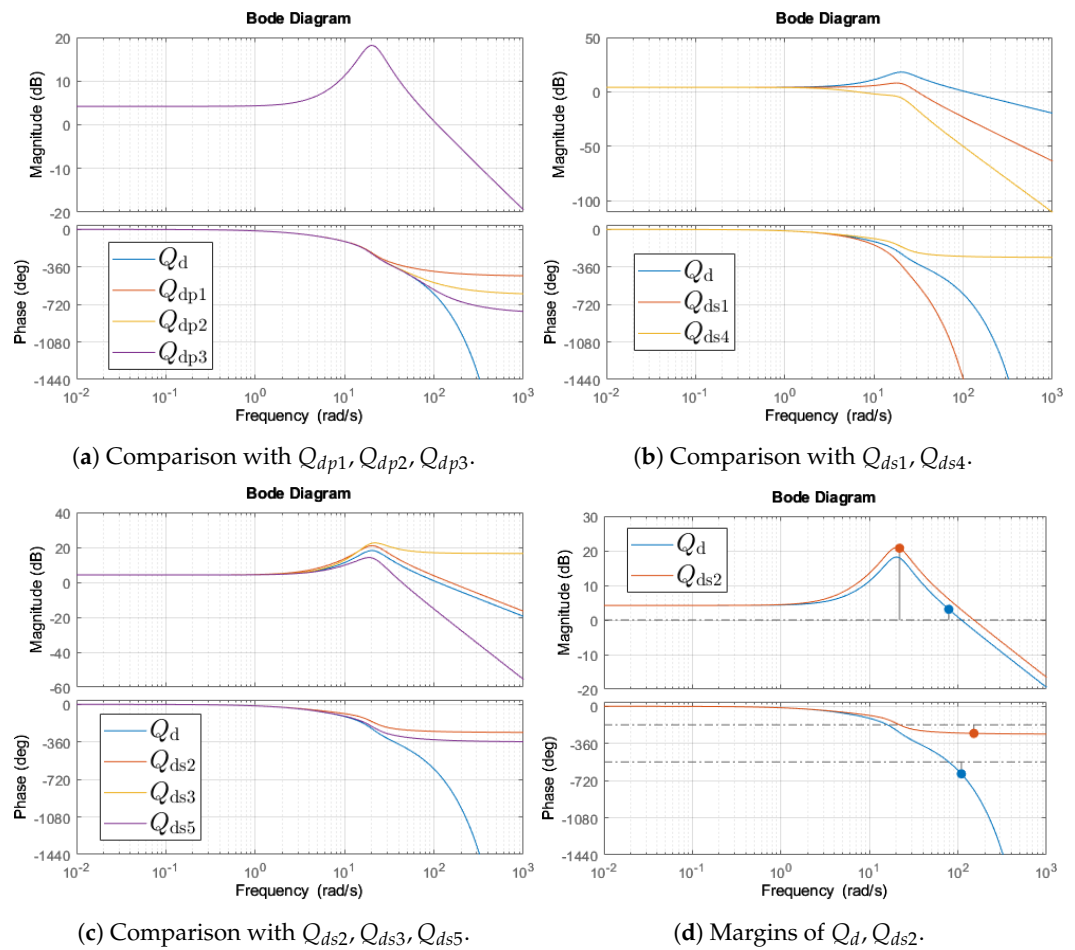 Bode Diagram
20
10
0
-10
-20
Magnitude (dB)
0
-360
-720
-1080
-1440
Phase (deg)
Q_d
Q_dp1
Q_dp2
Q_dp3
10^-2 10^-1 10^0 10^1 10^2 10^3
Frequency (rad/s)
(a) Comparison with Q_dp1, Q_dp2, Q_dp3.
Bode Diagram
50
0
-50
-100
Magnitude (dB)
0
-360
-720
-1080
-1440
Phase (deg)
Q_d
Q_ds1
Q_ds4
10^-2 10^-1 10^0 10^1 10^2 10^3
Frequency (rad/s)
(b) Comparison with Q_ds1, Q_ds4.
Bode Diagram
40
20
0
-20
-40
-60
Magnitude (dB)
0
-360
-720
-1080
-1440
Phase (deg)
Q_d
Q_ds2
Q_ds3
Q_ds5
10^-2 10^-1 10^0 10^1 10^2 10^3
Frequency (rad/s)
(c) Comparison with Q_ds2, Q_ds3, Q_ds5.
Bode Diagram
30
20
10
0
-10
-20
Magnitude (dB)
Q_d
Q_ds2
0
-360
-720
-1080
-1440
Phase (deg)
10^-2 10^-1 10^0 10^1 10^2 10^3
Frequency (rad/s)
(d) Margins of Q_d, Q_ds2.